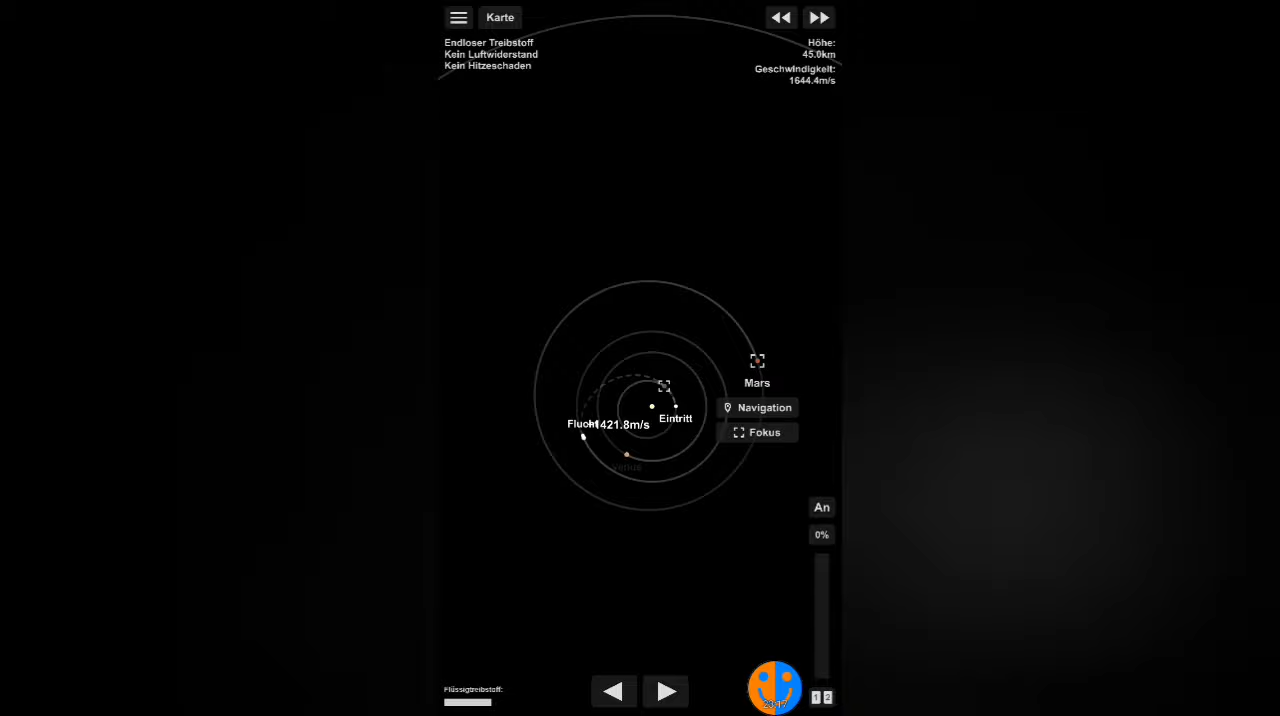 Karte
Endloser Treibstoff
Kein Luftwiderstand
Kein Hitzeschaden
Höhe:
45.0km
Geschwindigkeit:
1644.4m/s
Mars
Navigation
Fokus
Eintritt
1421.8m/s
Venus
An
0%
Flüssigtreibstoff:
1 2